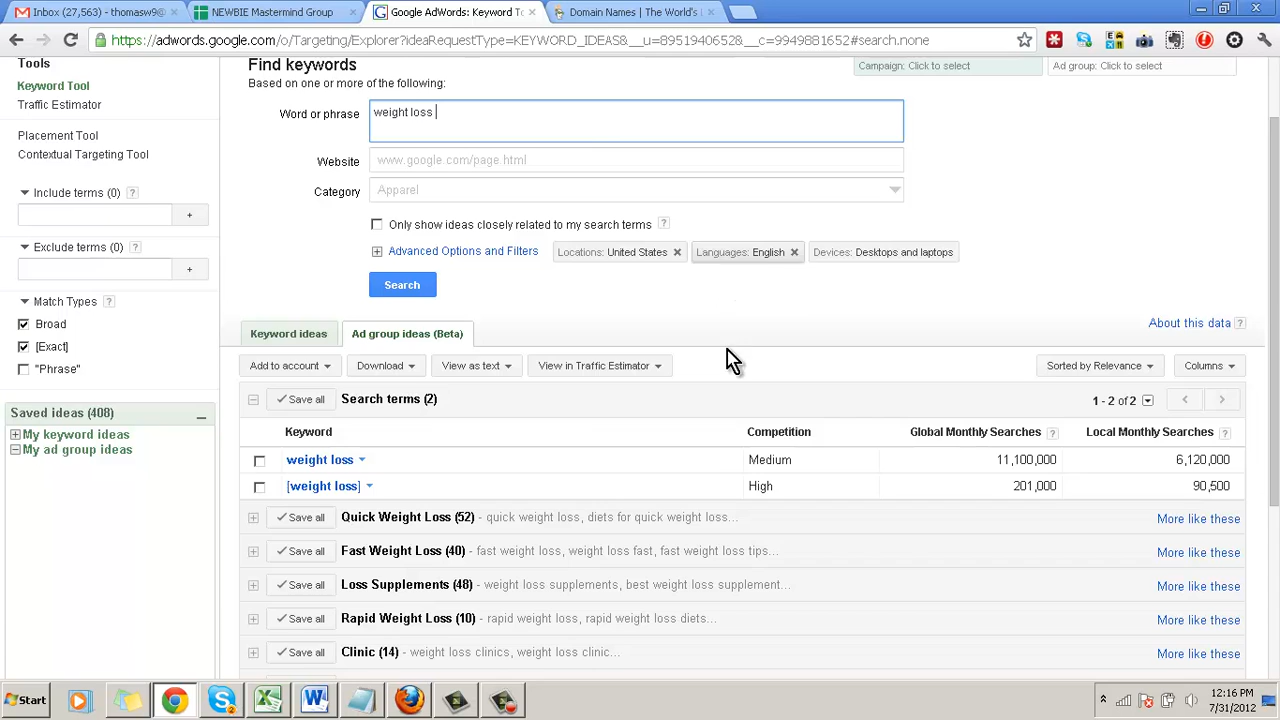 Inbox (27,563) - thomasw9@
NEWBIE Mastermind Group
Google AdWords: Keyword To
Domain Names | The World's
https://adwords.google.com/o/Targeting/Explorer?ideaRequestType=KEYWORD_IDEAS&__u=8951940652&__c=9949881652#search.none
Tools
Keyword Tool
Traffic Estimator
Placement Tool
Contextual Targeting Tool
Include terms (0) ?
+
Exclude terms (0) ?
+
Match Types ?
Broad
[Exact]
"Phrase"
Saved ideas (408)
My keyword ideas
My ad group ideas
Find keywords
Campaign: Click to select
Ad group: Click to select
Based on one or more of the following:
Word or phrase
weight loss
Website
www.google.com/page.html
Category
Apparel
Only show ideas closely related to my search terms ?
Advanced Options and Filters
Locations: United States
Languages: English
Devices: Desktops and laptops
Search
About this data ?
Keyword ideas
Ad group ideas (Beta)
Add to account
Download
View as text
View in Traffic Estimator
Sorted by Relevance
Columns
Save all Search terms (2) 1 - 2 of 2
Keyword Competition Global Monthly Searches ? Local Monthly Searches ?
weight loss Medium 11,100,000 6,120,000
[weight loss] High 201,000 90,500
Save all Quick Weight Loss (52) - quick weight loss, diets for quick weight loss... More like these
Save all Fast Weight Loss (40) - fast weight loss, weight loss fast, fast weight loss tips... More like these
Save all Loss Supplements (48) - weight loss supplements, best weight loss supplement... More like these
Save all Rapid Weight Loss (10) - rapid weight loss, rapid weight loss diets... More like these
Save all Clinic (14) - weight loss clinics, weight loss clinic... More like these
Start
12:16 PM
7/31/2012